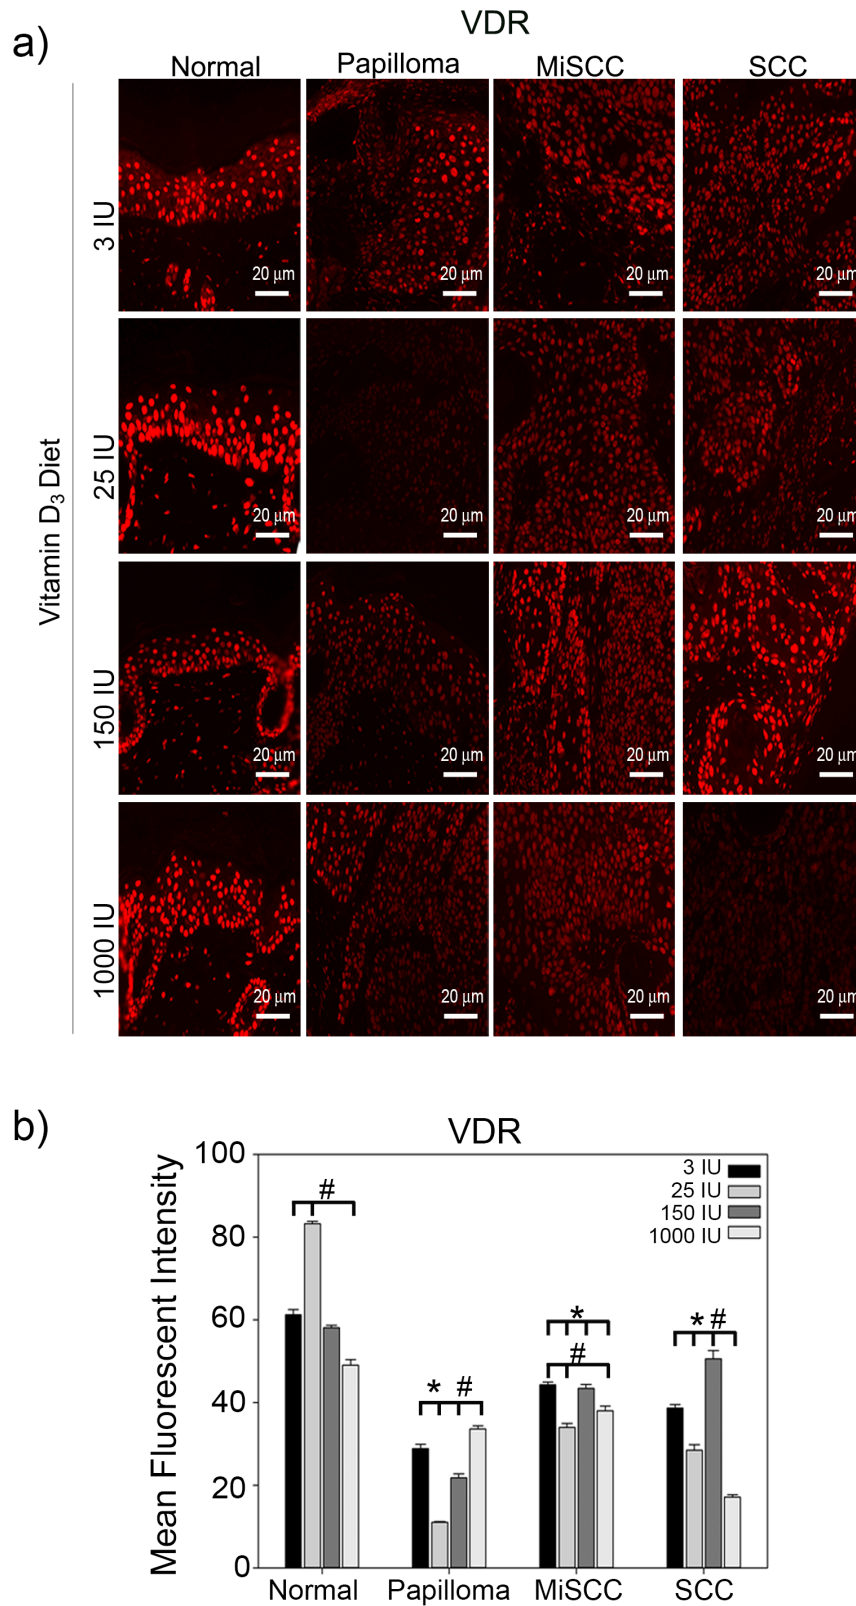 a)
VDR
Normal Papilloma MiSCC SCC
Vitamin D3 Diet
3 IU
20 µm 20 µm 20 µm 20 µm
25 IU
20 µm 20 µm 20 µm 20 µm
150 IU
20 µm 20 µm 20 µm 20 µm
1000 IU
20 µm 20 µm 20 µm 20 µm
b)
VDR
Mean Fluorescent Intensity
100
80
60
40
20
0
3 IU
25 IU
150 IU
1000 IU
#
* #
*
#
* #
Normal Papilloma MiSCC SCC